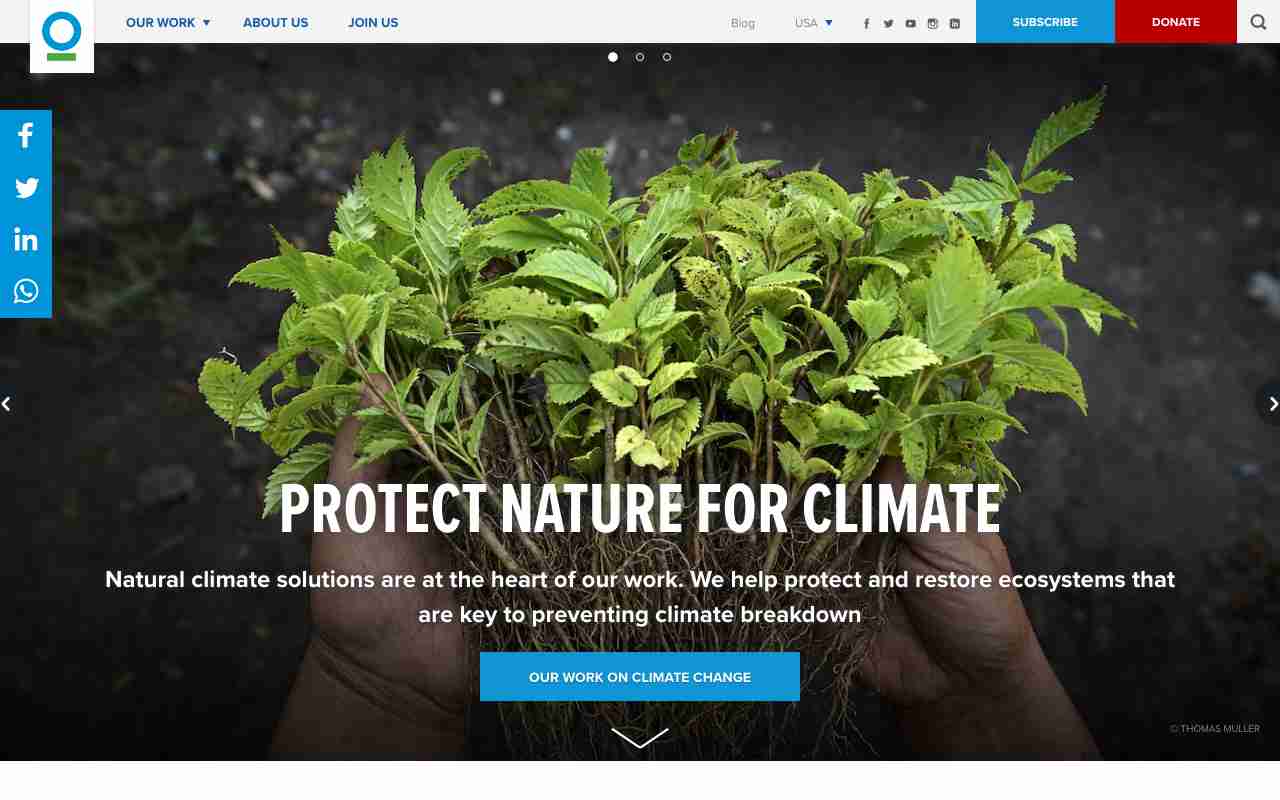 OUR WORK
ABOUT US
JOIN US
Blog
USA
SUBSCRIBE
DONATE
PROTECT NATURE FOR CLIMATE
Natural climate solutions are at the heart of our work. We help protect and restore ecosystems that
are key to preventing climate breakdown
OUR WORK ON CLIMATE CHANGE
© THOMAS MULLER